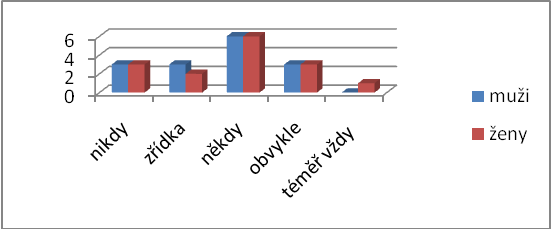 6
4
2
0
nikdy
zřídka
někdy
obvykle
téměř vždy
muži
ženy